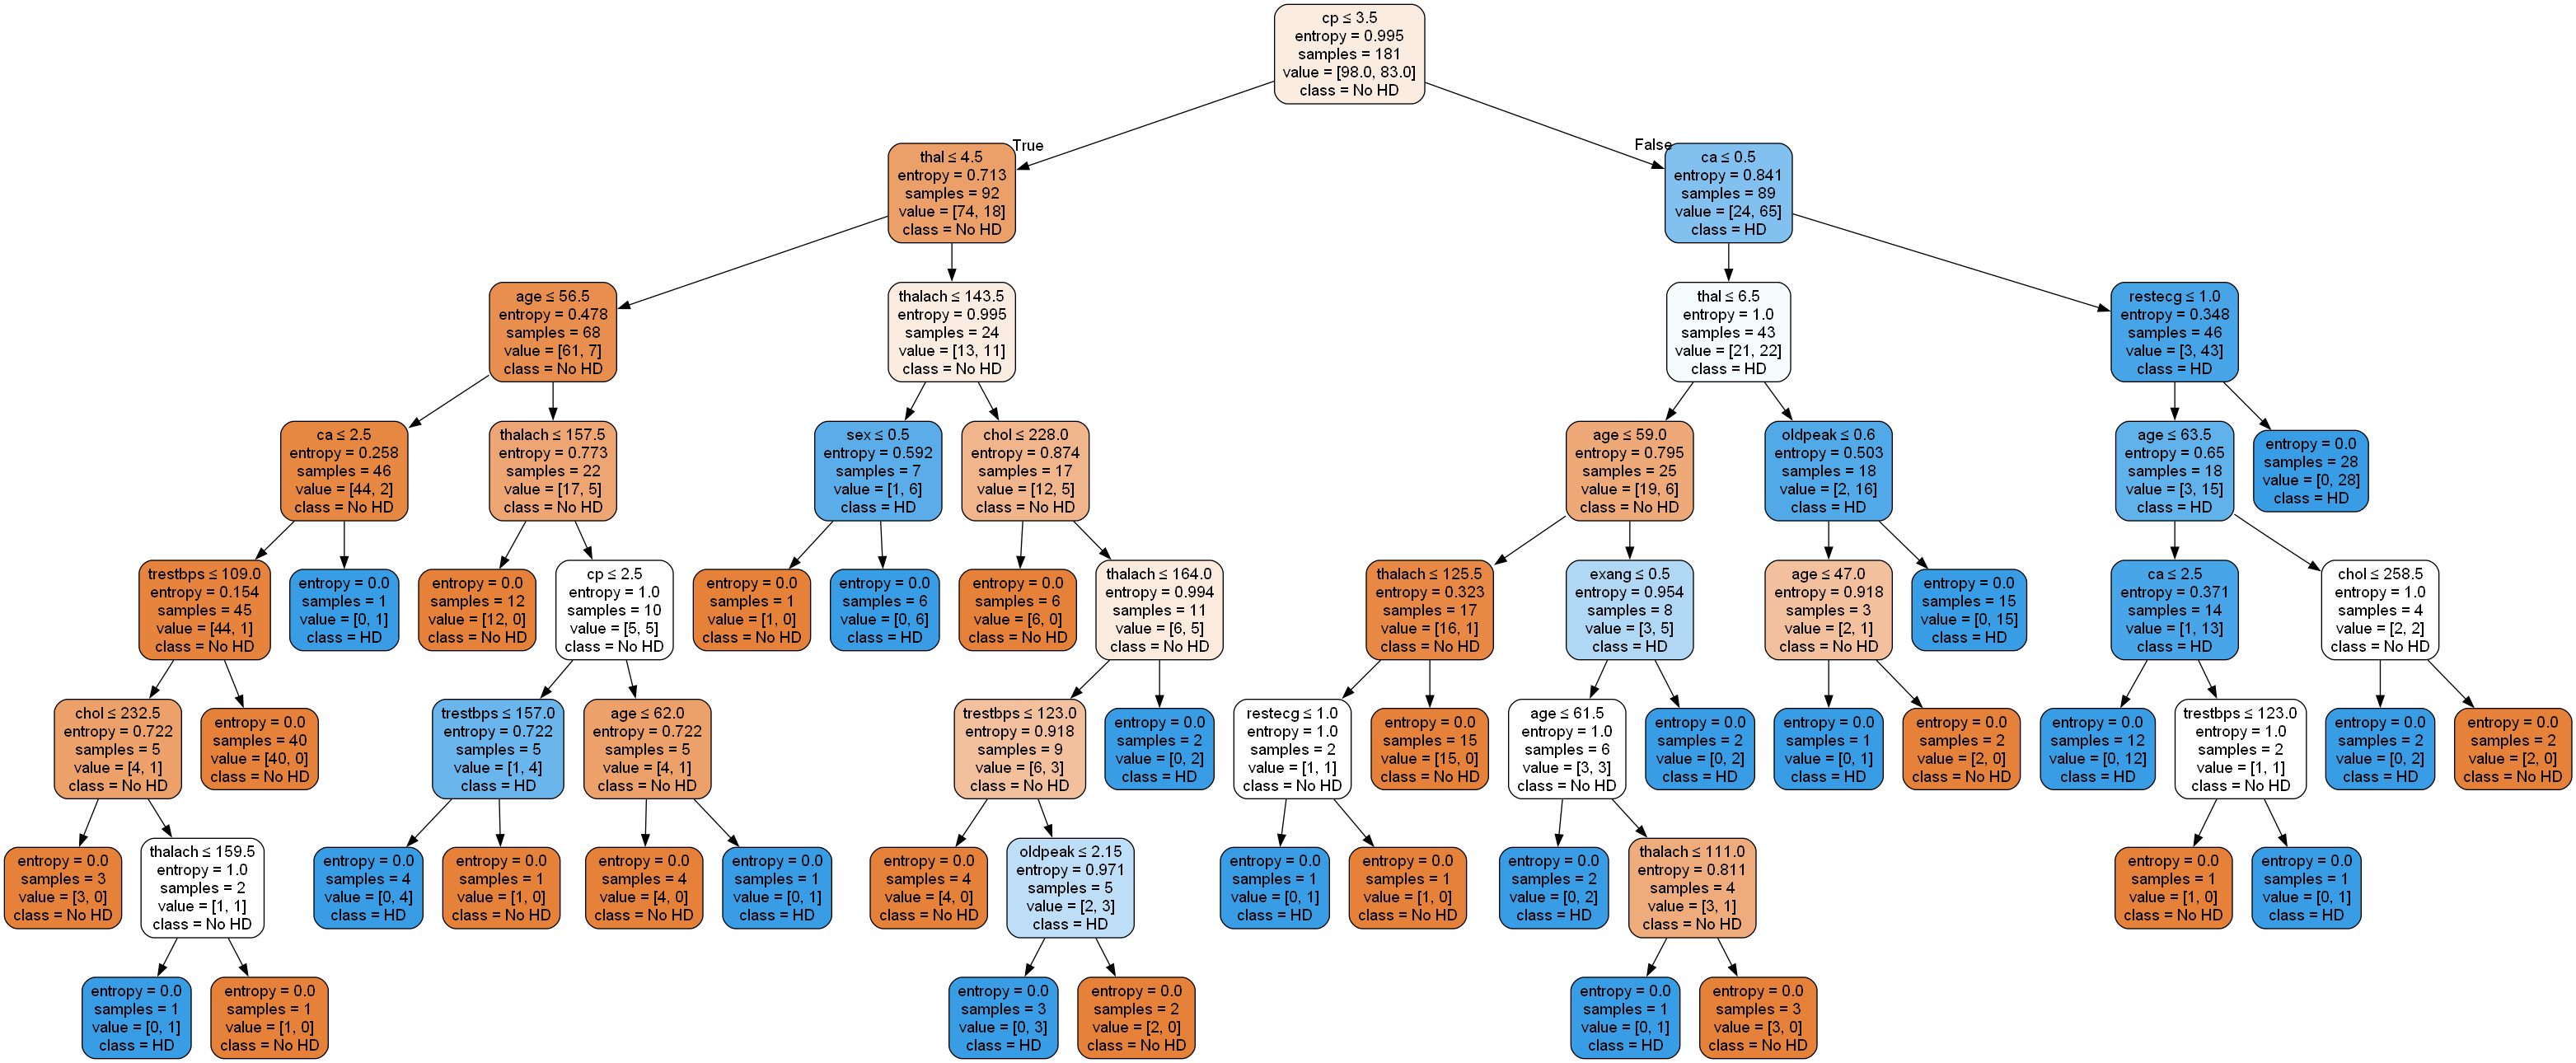 cp ≤ 3.5
entropy = 0.995
samples = 181
value = [98.0, 83.0]
class = No HD
True
False
thal ≤ 4.5
entropy = 0.713
samples = 92
value = [74, 18]
class = No HD
ca ≤ 0.5
entropy = 0.841
samples = 89
value = [24, 65]
class = HD
age ≤ 56.5
entropy = 0.478
samples = 68
value = [61, 7]
class = No HD
thalach ≤ 143.5
entropy = 0.995
samples = 24
value = [13, 11]
class = No HD
thal ≤ 6.5
entropy = 1.0
samples = 43
value = [21, 22]
class = HD
restecg ≤ 1.0
entropy = 0.348
samples = 46
value = [3, 43]
class = HD
ca ≤ 2.5
entropy = 0.258
samples = 46
value = [44, 2]
class = No HD
thalach ≤ 157.5
entropy = 0.773
samples = 22
value = [17, 5]
class = No HD
sex ≤ 0.5
entropy = 0.592
samples = 7
value = [1, 6]
class = HD
chol ≤ 228.0
entropy = 0.874
samples = 17
value = [12, 5]
class = No HD
age ≤ 59.0
entropy = 0.795
samples = 25
value = [19, 6]
class = No HD
oldpeak ≤ 0.6
entropy = 0.503
samples = 18
value = [2, 16]
class = HD
age ≤ 63.5
entropy = 0.65
samples = 18
value = [3, 15]
class = HD
entropy = 0.0
samples = 28
value = [0, 28]
class = HD
trestbps ≤ 109.0
entropy = 0.154
samples = 45
value = [44, 1]
class = No HD
entropy = 0.0
samples = 1
value = [0, 1]
class = HD
entropy = 0.0
samples = 12
value = [12, 0]
class = No HD
cp ≤ 2.5
entropy = 1.0
samples = 10
value = [5, 5]
class = No HD
entropy = 0.0
samples = 1
value = [1, 0]
class = No HD
entropy = 0.0
samples = 6
value = [0, 6]
class = HD
entropy = 0.0
samples = 6
value = [6, 0]
class = No HD
thalach ≤ 164.0
entropy = 0.994
samples = 11
value = [6, 5]
class = No HD
thalach ≤ 125.5
entropy = 0.323
samples = 17
value = [16, 1]
class = No HD
exang ≤ 0.5
entropy = 0.954
samples = 8
value = [3, 5]
class = HD
age ≤ 47.0
entropy = 0.918
samples = 3
value = [2, 1]
class = No HD
entropy = 0.0
samples = 15
value = [0, 15]
class = HD
ca ≤ 2.5
entropy = 0.371
samples = 14
value = [1, 13]
class = HD
chol ≤ 258.5
entropy = 1.0
samples = 4
value = [2, 2]
class = No HD
chol ≤ 232.5
entropy = 0.722
samples = 5
value = [4, 1]
class = No HD
entropy = 0.0
samples = 40
value = [40, 0]
class = No HD
trestbps ≤ 157.0
entropy = 0.722
samples = 5
value = [1, 4]
class = HD
age ≤ 62.0
entropy = 0.722
samples = 5
value = [4, 1]
class = No HD
trestbps ≤ 123.0
entropy = 0.918
samples = 9
value = [6, 3]
class = No HD
entropy = 0.0
samples = 2
value = [0, 2]
class = HD
restecg ≤ 1.0
entropy = 1.0
samples = 2
value = [1, 1]
class = No HD
entropy = 0.0
samples = 15
value = [15, 0]
class = No HD
age ≤ 61.5
entropy = 1.0
samples = 6
value = [3, 3]
class = No HD
entropy = 0.0
samples = 2
value = [0, 2]
class = HD
entropy = 0.0
samples = 1
value = [0, 1]
class = HD
entropy = 0.0
samples = 2
value = [2, 0]
class = No HD
entropy = 0.0
samples = 12
value = [0, 12]
class = HD
trestbps ≤ 123.0
entropy = 1.0
samples = 2
value = [1, 1]
class = No HD
entropy = 0.0
samples = 2
value = [0, 2]
class = HD
entropy = 0.0
samples = 2
value = [2, 0]
class = No HD
entropy = 0.0
samples = 3
value = [3, 0]
class = No HD
thalach ≤ 159.5
entropy = 1.0
samples = 2
value = [1, 1]
class = No HD
entropy = 0.0
samples = 4
value = [0, 4]
class = HD
entropy = 0.0
samples = 1
value = [1, 0]
class = No HD
entropy = 0.0
samples = 4
value = [4, 0]
class = No HD
entropy = 0.0
samples = 1
value = [0, 1]
class = HD
entropy = 0.0
samples = 4
value = [4, 0]
class = No HD
oldpeak ≤ 2.15
entropy = 0.971
samples = 5
value = [2, 3]
class = HD
entropy = 0.0
samples = 1
value = [0, 1]
class = HD
entropy = 0.0
samples = 1
value = [1, 0]
class = No HD
entropy = 0.0
samples = 2
value = [0, 2]
class = HD
thalach ≤ 111.0
entropy = 0.811
samples = 4
value = [3, 1]
class = No HD
entropy = 0.0
samples = 1
value = [1, 0]
class = No HD
entropy = 0.0
samples = 1
value = [0, 1]
class = HD
entropy = 0.0
samples = 1
value = [0, 1]
class = HD
entropy = 0.0
samples = 1
value = [1, 0]
class = No HD
entropy = 0.0
samples = 3
value = [0, 3]
class = HD
entropy = 0.0
samples = 2
value = [2, 0]
class = No HD
entropy = 0.0
samples = 1
value = [0, 1]
class = HD
entropy = 0.0
samples = 3
value = [3, 0]
class = No HD